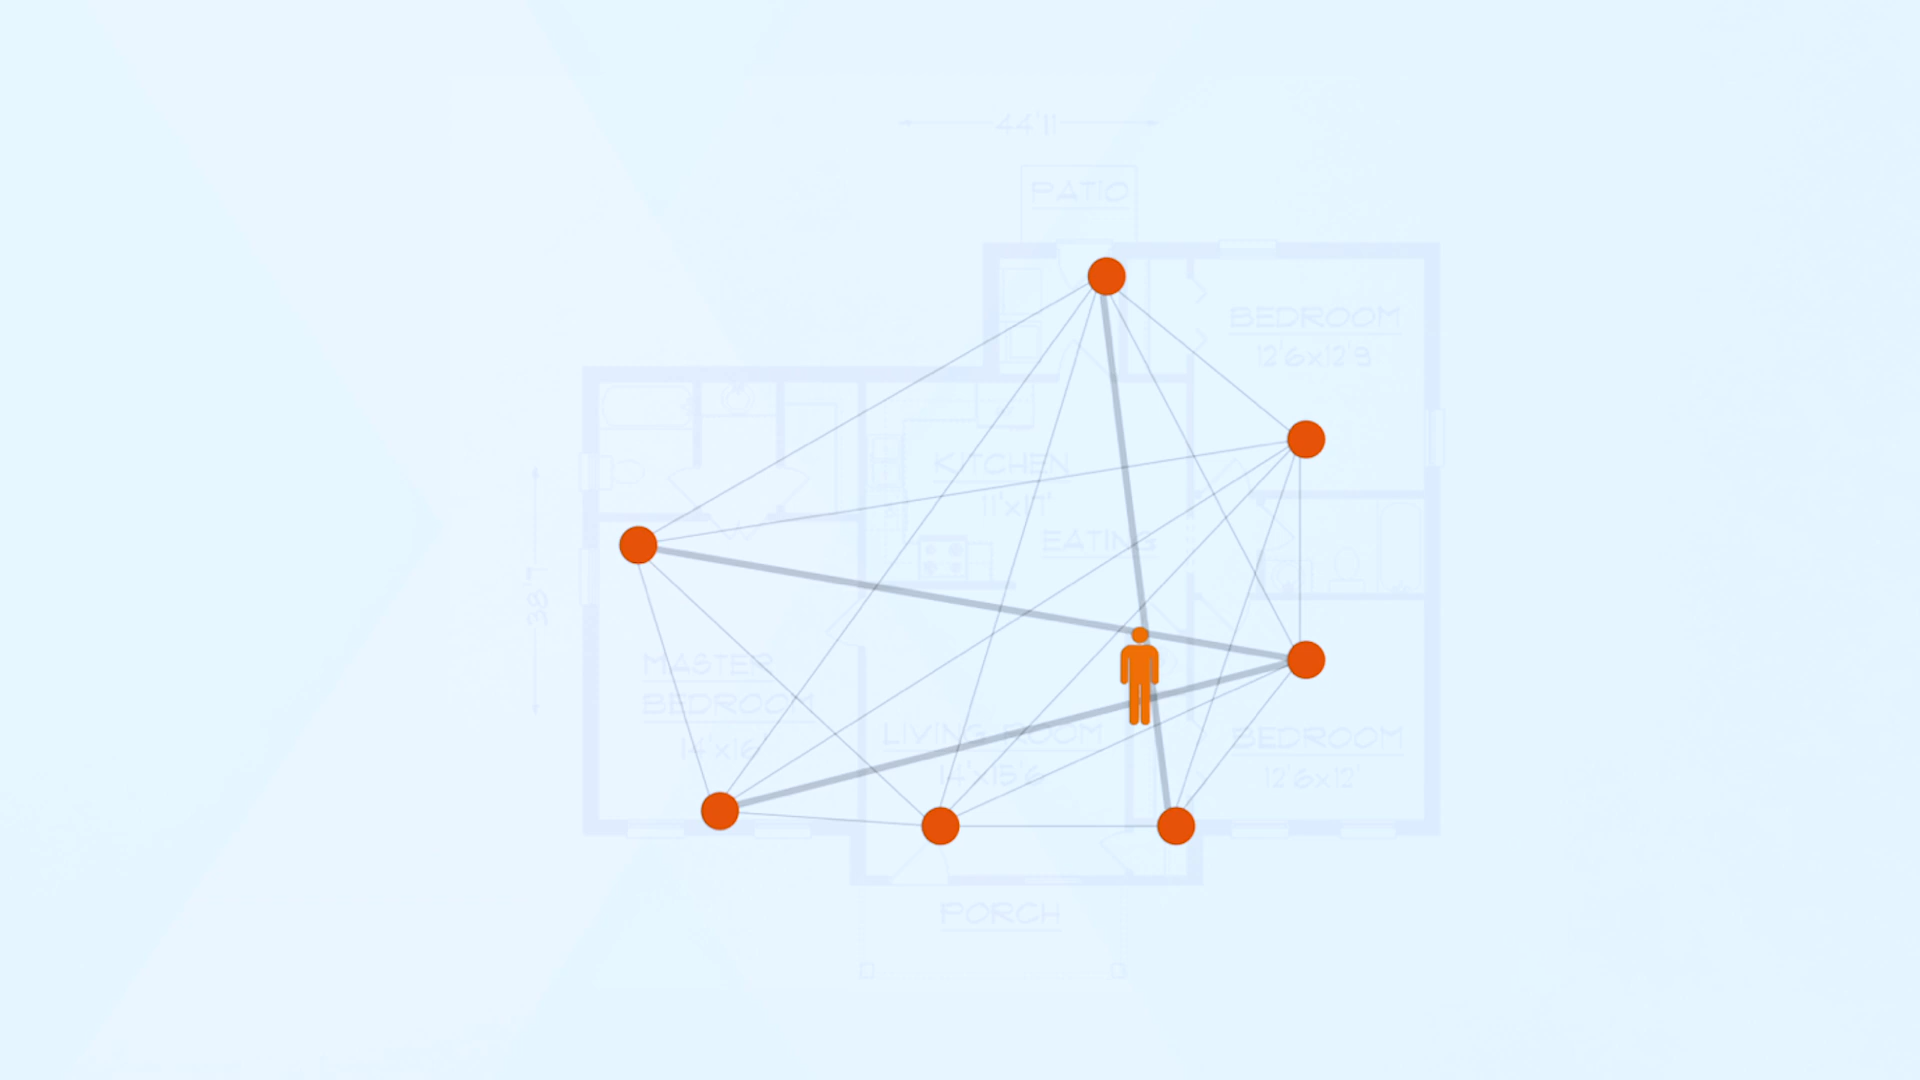 44'11
PATIO
BEDROOM
12'6x12'9
KITCHEN
11'x17'
EATING
38'7
MASTER
BEDROOM
14'x16'
LIVING ROOM
14'x15'6
BEDROOM
12'6x12'
PORCH